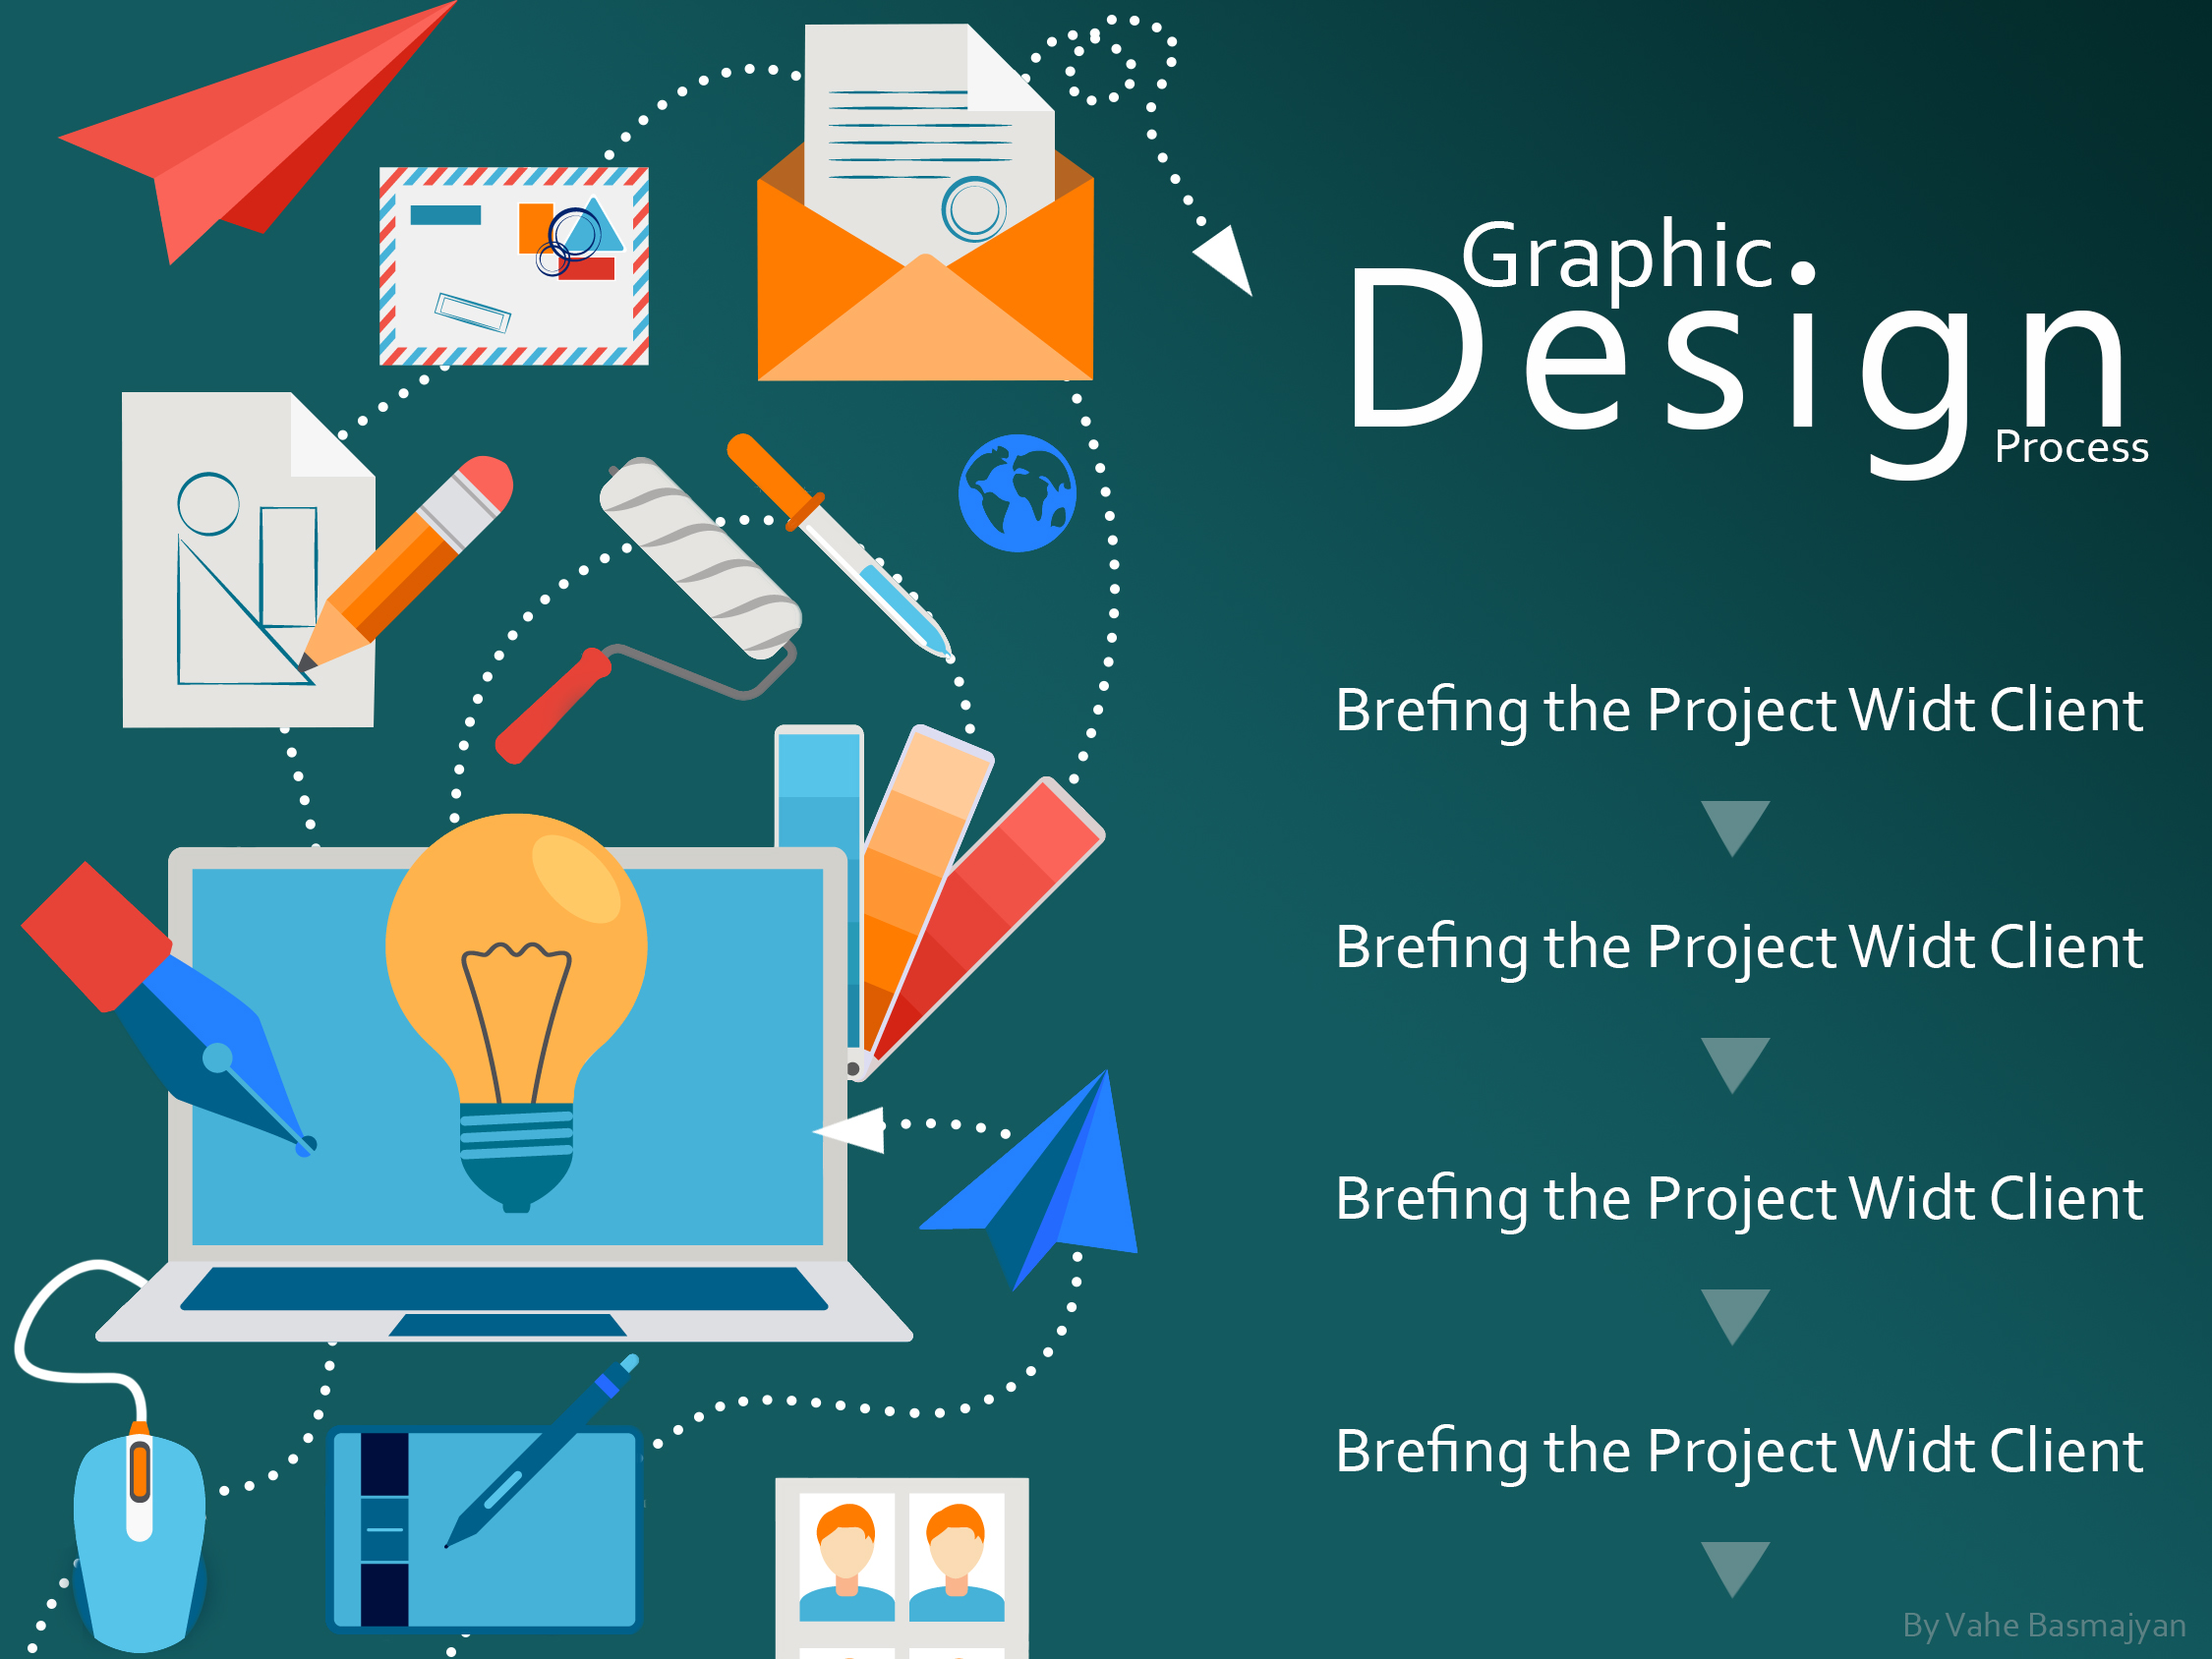 Graphic
Design
Process
Brefing the Project Widt Client
Brefing the Project Widt Client
Brefing the Project Widt Client
Brefing the Project Widt Client
By Vahe Basmajyan